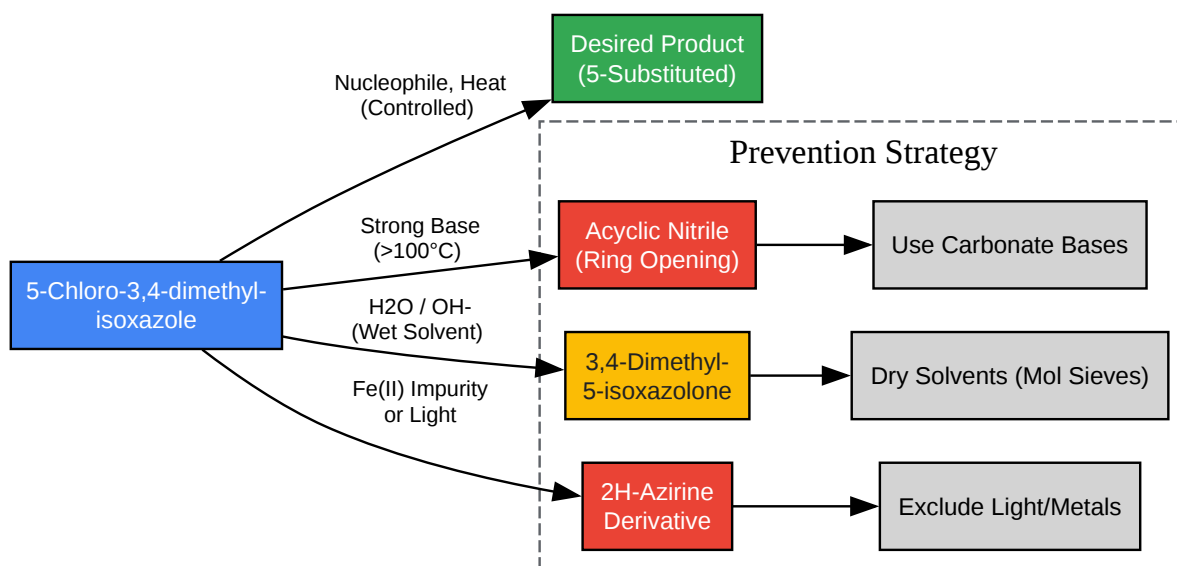 Desired Product
(5-Substituted)
Nucleophile, Heat
(Controlled)
Prevention Strategy
Strong Base
(>100°C)
Acyclic Nitrile
(Ring Opening)
Use Carbonate Bases
5-Chloro-3,4-dimethyl-
isoxazole
H2O / OH-
(Wet Solvent)
3,4-Dimethyl-
5-isoxazolone
Dry Solvents (Mol Sieves)
Fe(II) Impurity
or Light
2H-Azirine
Derivative
Exclude Light/Metals